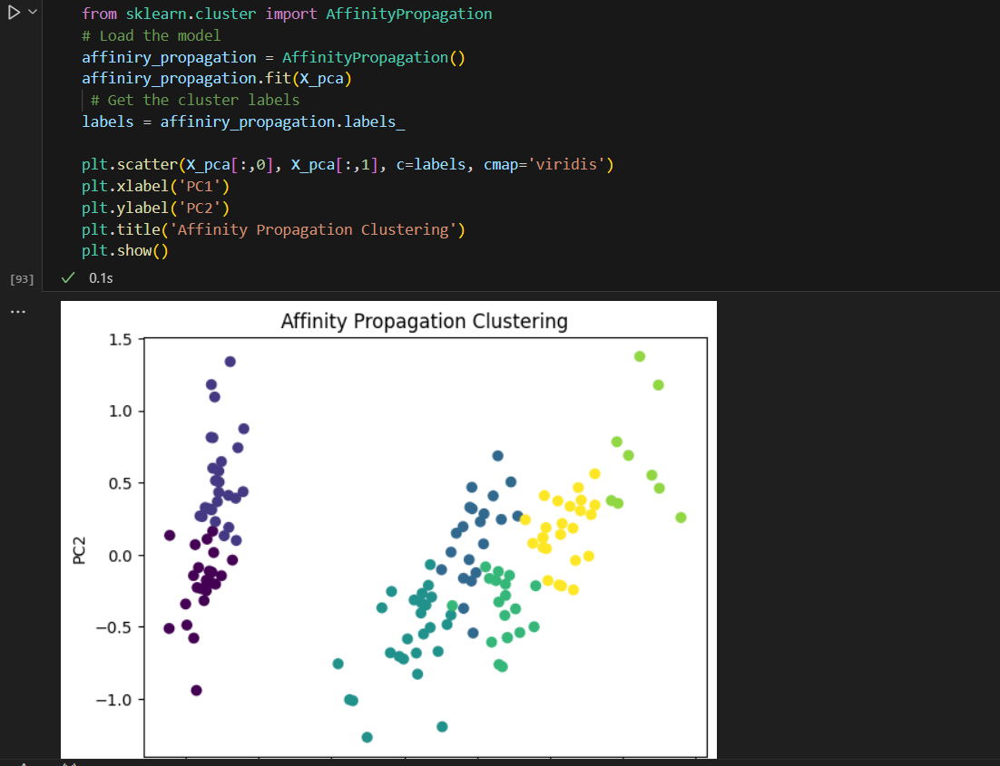 from sklearn.cluster import AffinityPropagation
# Load the model
affiniry_propagation = AffinityPropagation()
affiniry_propagation.fit(X_pca)
# Get the cluster labels
labels = affiniry_propagation.labels_
plt.scatter(X_pca[:,0], X_pca[:,1], c=labels, cmap='viridis')
plt.xlabel('PC1')
plt.ylabel('PC2')
plt.title('Affinity Propagation Clustering')
plt.show()
[93]
0.1s
...
Affinity Propagation Clustering
1.5
1.0
0.5
0.0
−0.5
−1.0
PC2